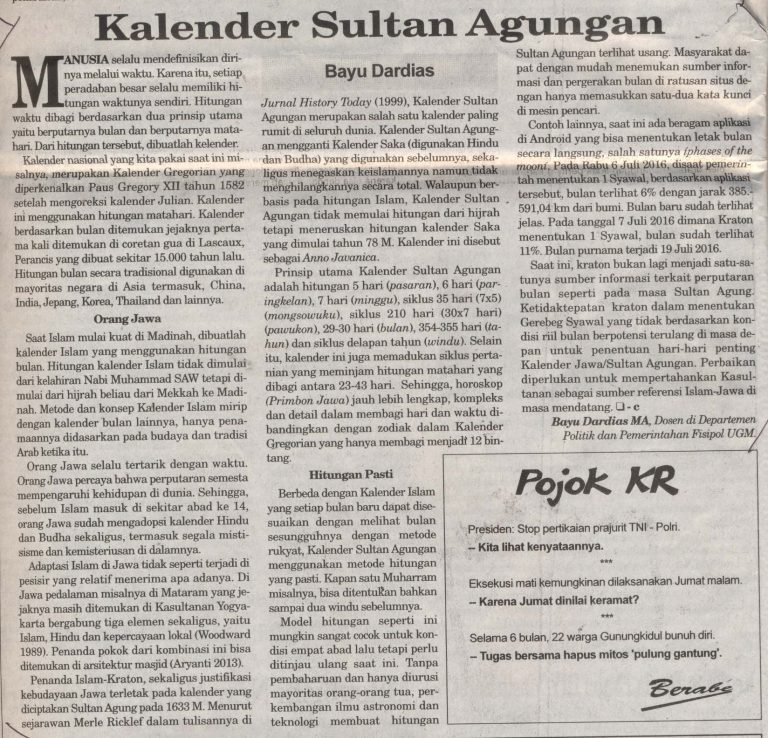 Kalender Sultan Agungan
MANUSIA selalu mendefinisikan diri-
nya melalui waktu. Karena itu, setiap
peradaban besar selalu memiliki hi-
tungan waktunya sendiri. Hitungan
waktu dibagi berdasarkan dua prinsip utama
yaitu berputarnya bulan dan berputarnya mata-
hari. Dari hitungan tersebut, dibuatlah kelender.
Kalender nasional yang kita pakai saat ini mi-
salnya, merupakan Kalender Gregorian yang
diperkenalkan Paus Gregory XII tahun 1582
setelah mengoreksi kalender Julian. Kalender
ini menggunakan hitungan matahari. Kalender
berdasarkan bulan ditemukan jejaknya perta-
ma kali ditemukan di coretan gua di Lascaux,
Perancis yang dibuat sekitar 15.000 tahun lalu.
Hitungan bulan secara tradisional digunakan di
mayoritas negara di Asia termasuk, China,
India, Jepang, Korea, Thailand dan lainnya.
Orang Jawa
Saat Islam mulai kuat di Madinah, dibuatlah
kalender Islam yang menggunakan hitungan
bulan. Hitungan kalender Islam tidak dimulai
dari kelahiran Nabi Muhammad SAW tetapi di-
mulai dari hijrah beliau dari Mekkah ke Madi-
nah. Metode dan konsep Kalender Islam mirip
dengan kalender bulan lainnya, hanya pena-
maannya didasarkan pada budaya dan tradisi
Arab ketika itu.
Orang Jawa selalu tertarik dengan waktu.
Orang Jawa percaya bahwa perputaran semesta
mempengaruhi kehidupan di dunia. Sehingga,
sebelum Islam masuk di sekitar abad ke 14,
orang Jawa sudah mengadopsi kalender Hindu
dan Budha sekaligus, termasuk segala misti-
sisme dan kemisteriusan di dalamnya.
Adaptasi Islam di Jawa tidak seperti terjadi di
pesisir yang relatif menerima apa adanya. Di
Jawa pedalaman misalnya di Mataram yang je-
jaknya masih ditemukan di Kasultanan Yogya-
karta bergabung tiga elemen sekaligus, yaitu
Islam, Hindu dan kepercayaan lokal (Woodward
1989). Penanda pokok dari kombinasi ini bisa
ditemukan di arsitektur masjid (Aryanti 2013).
Penanda Islam-Kraton, sekaligus justifikasi
kebudayaan Jawa terletak pada kalender yang
diciptakan Sultan Agung pada 1633 M. Menurut
sejarawan Merle Ricklef dalam tulisannya di
Bayu Dardias
Jurnal History Today (1999), Kalender Sultan
Agungan merupakan salah satu kalender paling
rumit di seluruh dunia. Kalender Sultan Agung-
an mengganti Kalender Saka (digunakan Hindu
dan Budha) yang digunakan sebelumnya, seka-
ligus menegaskan keislamannya namun tidak
menghilangkannya secara total. Walaupun ber-
basis pada hitungan Islam, Kalender Sultan
Agungan tidak memulai hitungan dari hijrah
tetapi meneruskan hitungan kalender Saka
yang dimulai tahun 78 M. Kalender ini disebut
sebagai Anno Javanica.
Prinsip utama Kalender Sultan Agungan
adalah hitungan 5 hari (pasaran), 6 hari (par-
ingkelan), 7 hari (minggu), siklus 35 hari (7x5)
(mongsowuku), siklus 210 hari (30x7 hari)
(pawukon), 29-30 hari (bulan), 354-355 hari (ta-
hun) dan siklus delapan tahun (windu). Selain
itu, kalender ini juga memadukan siklus pertani-
an yang meminjam hitungan matahari yang
dibagi antara 23-43 hari. Sehingga, horoskop
(Primbon Jawa) jauh lebih lengkap, kompleks
dan detail dalam membagi hari dan waktu di-
bandingkan dengan zodiak dalam Kalender
Gregorian yang hanya membagi menjadi 12 bin-
tang.
Hitungan Pasti
Berbeda dengan Kalender Islam
yang setiap bulan baru dapat dise-
suaikan dengan melihat bulan
sesungguhnya dengan metode
rukyat, Kalender Sultan Agungan
menggunakan metode hitungan
yang pasti. Kapan satu Muharram
misalnya, bisa ditentukan bahkan
sampai dua windu sebelumnya.
Model hitungan seperti ini
mungkin sangat cocok untuk kon-
disi empat abad lalu tetapi perlu
ditinjau ulang saat ini. Tanpa
pembaharuan dan hanya diurusi
mayoritas orang-orang tua, per-
kembangan ilmu astronomi dan
teknologi membuat hitungan
Sultan Agungan terlihat usang. Masyarakat da-
pat dengan mudah menemukan sumber infor-
masi dan pergerakan bulan di ratusan situs de-
ngan hanya memasukkan satu-dua kata kunci
di mesin pencari.
Contoh lainnya, saat ini ada beragam aplikasi
di Android yang bisa menentukan letak bulan
secara langsung, salah satunya (phases of the
moon). Pada Rabu 6 Juli 2016, disaat pemerin-
tah menentukan 1 Syawal, berdasarkan aplikasi
tersebut, bulan terlihat 6% dengan jarak 385.-
591,04 km dari bumi. Bulan baru sudah terlihat
jelas. Pada tanggal 7 Juli 2016 dimana Kraton
menentukan 1 Syawal, bulan sudah terlihat
11%. Bulan purnama terjadi 19 Juli 2016.
Saat ini, kraton bukan lagi menjadi satu-sa-
tunya sumber informasi terkait perputaran
bulan seperti pada masa Sultan Agung.
Ketidaktepatan kraton dalam menentukan
Gerebeg Syawal yang tidak berdasarkan kon-
disi riil bulan berpotensi terulang di masa de-
pan untuk penentuan hari-hari penting
Kalender Jawa/Sultan Agungan. Perbaikan
diperlukan untuk mempertahankan Kasul-
tanan sebagai sumber referensi Islam-Jawa di
masa mendatang. ❏ - c
Bayu Dardias MA, Dosen di Departemen
Politik dan Pemerintahan Fisipol UGM.
Pojok KR
Presiden: Stop pertikaian prajurit TNI - Polri.
– Kita lihat kenyataannya.
***
Eksekusi mati kemungkinan dilaksanakan Jumat malam.
– Karena Jumat dinilai keramat?
***
Selama 6 bulan, 22 warga Gunungkidul bunuh diri.
– Tugas bersama hapus mitos 'pulung gantung'.
Berabe